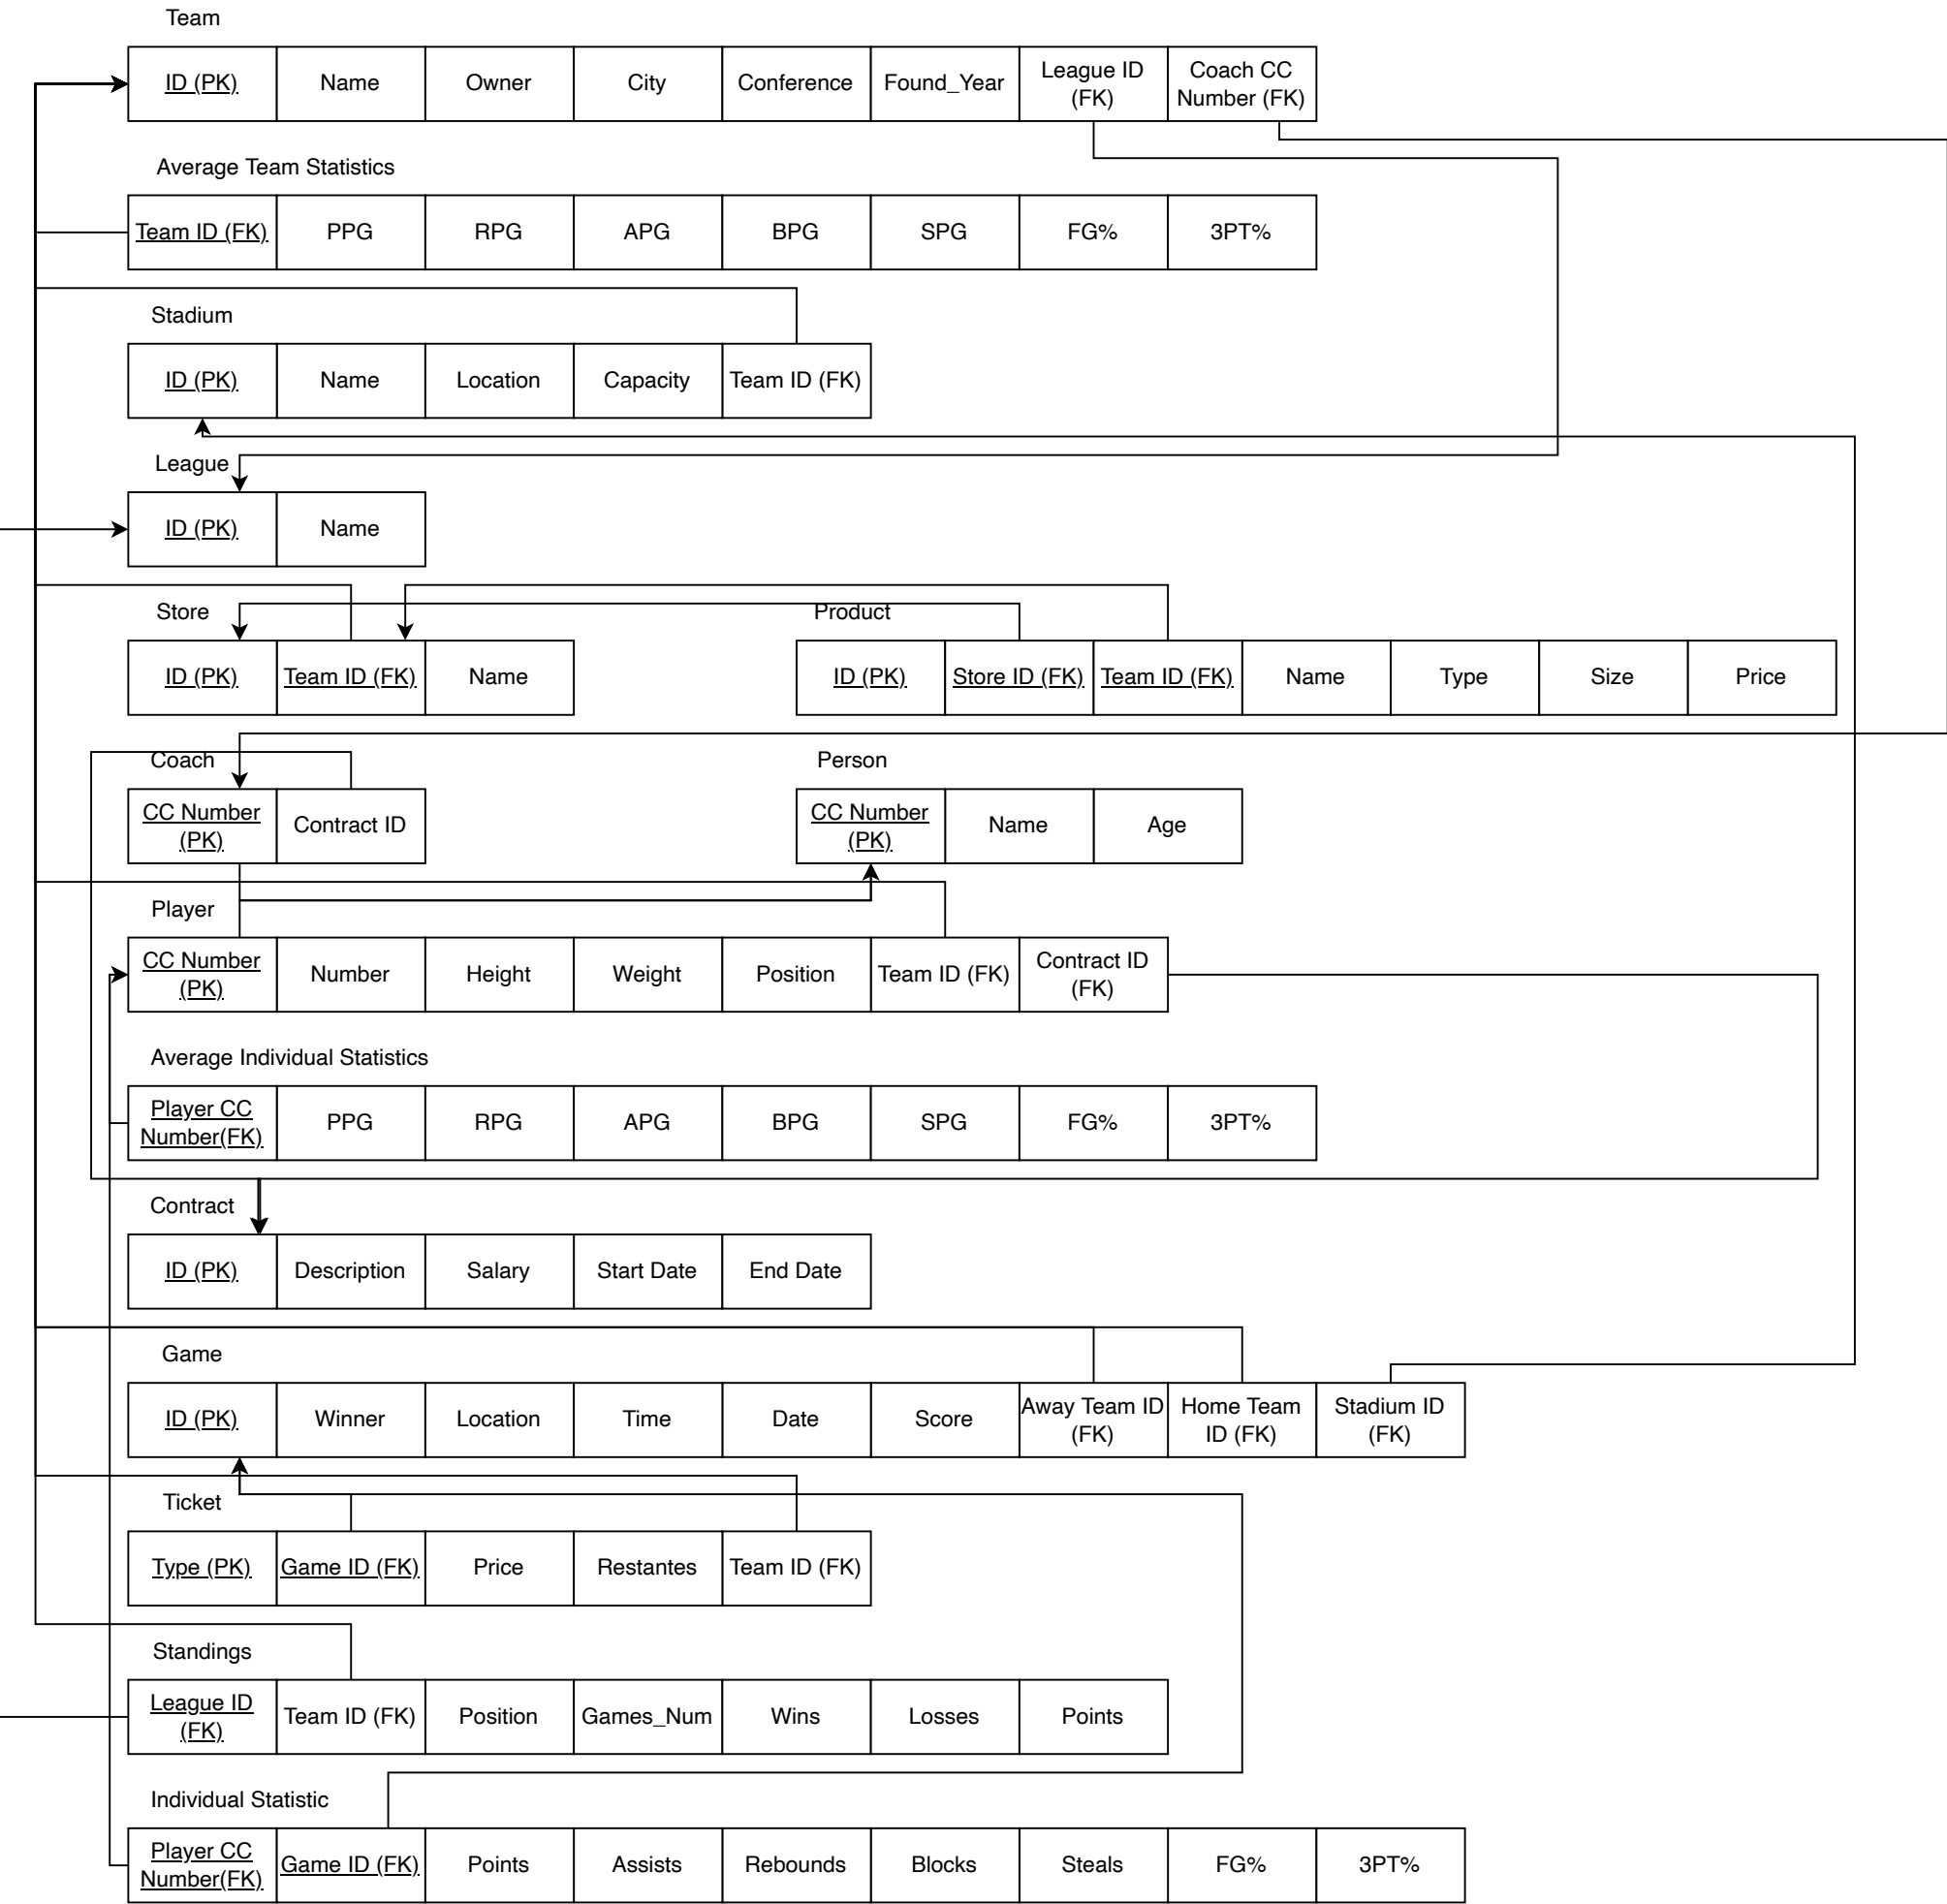 Team
ID (PK) Name Owner City Conference Found_Year League ID (FK) Coach CC Number (FK)
Average Team Statistics
Team ID (FK) PPG RPG APG BPG SPG FG% 3PT%
Stadium
ID (PK) Name Location Capacity Team ID (FK)
League
ID (PK) Name
Store
ID (PK) Team ID (FK) Name
Product
ID (PK) Store ID (FK) Team ID (FK) Name Type Size Price
Coach
CC Number (PK) Contract ID
Person
CC Number (PK) Name Age
Player
CC Number (PK) Number Height Weight Position Team ID (FK) Contract ID (FK)
Average Individual Statistics
Player CC Number(FK) PPG RPG APG BPG SPG FG% 3PT%
Contract
ID (PK) Description Salary Start Date End Date
Game
ID (PK) Winner Location Time Date Score Away Team ID (FK) Home Team ID (FK) Stadium ID (FK)
Ticket
Type (PK) Game ID (FK) Price Restantes Team ID (FK)
Standings
League ID (FK) Team ID (FK) Position Games_Num Wins Losses Points
Individual Statistic
Player CC Number(FK) Game ID (FK) Points Assists Rebounds Blocks Steals FG% 3PT%